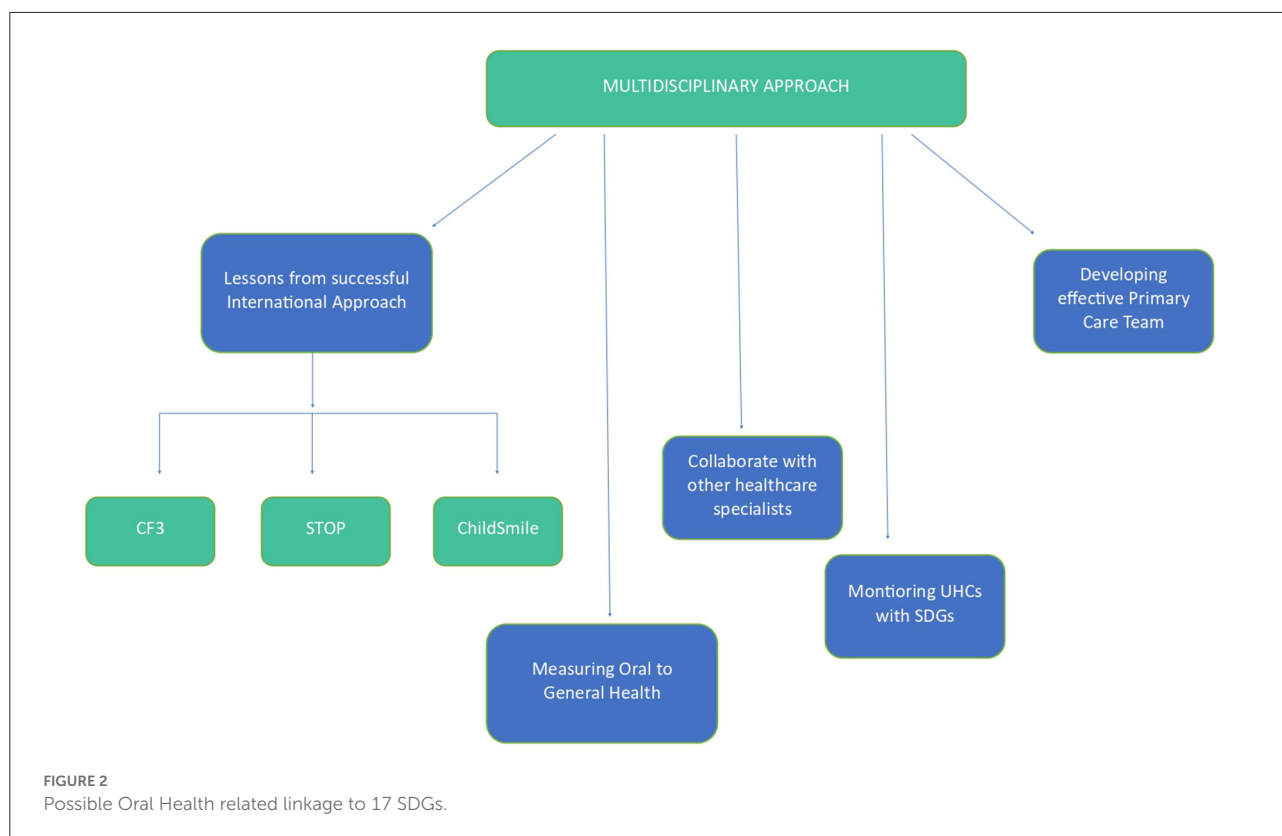 MULTIDISCIPLINARY APPROACH
Lessons from successful
International Approach
Developing
effective Primary
Care Team
CF3
STOP
ChildSmile
Collaborate with
other healthcare
specialists
Montioring UHCs
with SDGs
Measuring Oral to
General Health
FIGURE 2
Possible Oral Health related linkage to 17 SDGs.